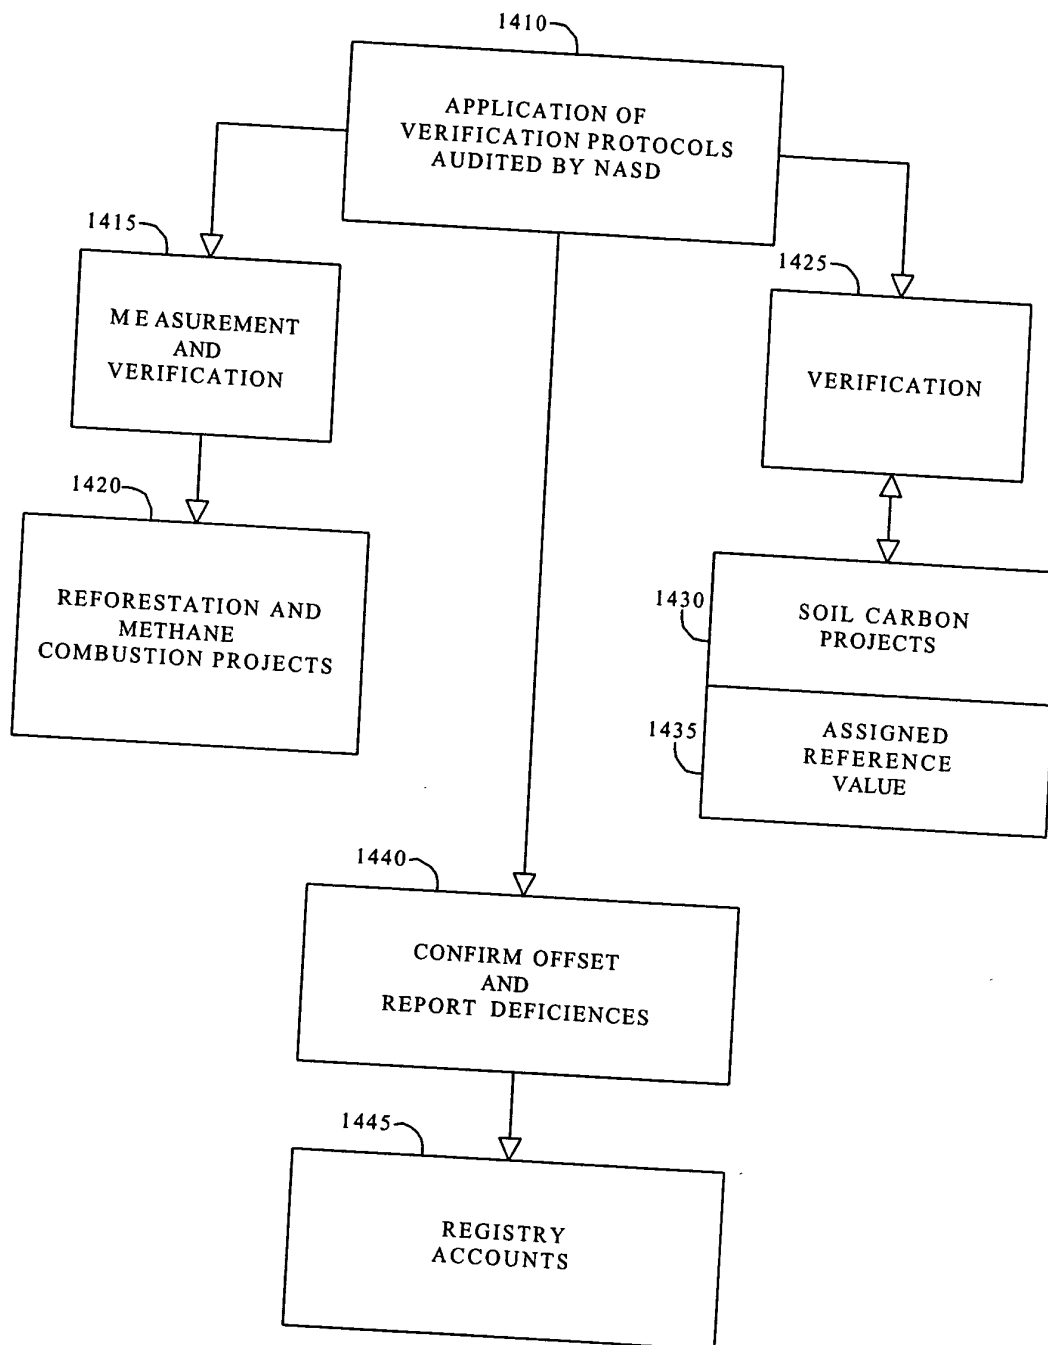 1410
APPLICATION OF
VERIFICATION PROTOCOLS
AUDITED BY NASD
1415
MEASUREMENT
AND
VERIFICATION
1425
VERIFICATION
1420
REFORESTATION AND
METHANE
COMBUSTION PROJECTS
1430
SOIL CARBON
PROJECTS
1435
ASSIGNED
REFERENCE
VALUE
1440
CONFIRM OFFSET
AND
REPORT DEFICIENCES
1445
REGISTRY
ACCOUNTS